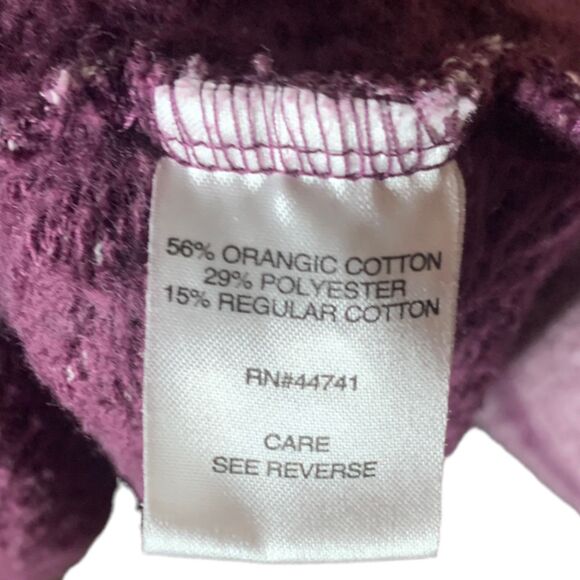 56% ORANGIC COTTON
29% POLYESTER
15% REGULAR COTTON
RN#44741
CARE
SEE REVERSE